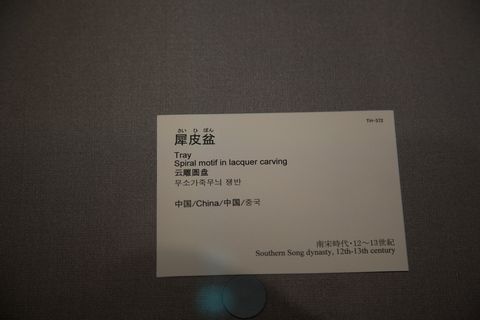 TH-372
さい ひ ぼん
犀皮盆
Tray
Spiral motif in lacquer carving
云雕圆盘
무소가죽무늬 쟁반
中国/China/中国/중국
南宋時代・12～13世紀
Southern Song dynasty, 12th-13th century